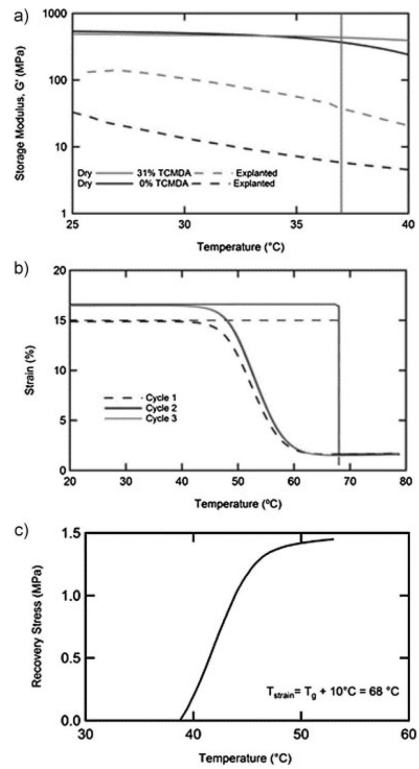 a)
1000
100
10
1
Storage Modulus, G' (MPa)
Dry 31% TCMDA Explanted
Dry 0% TCMDA Explanted
25 30 35 40
Temperature (°C)
b)
20
15
10
5
0
Strain (%)
Cycle 1
Cycle 2
Cycle 3
20 30 40 50 60 70 80
Temperature (°C)
c)
1.5
1.0
0.5
0.0
Recovery Stress (MPa)
Tstrain= Tg + 10°C = 68 °C
30 40 50 60
Temperature (°C)